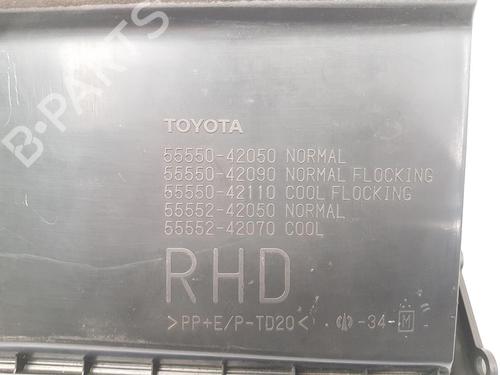 B-PARTS
TOYOTA
55550-42050 NORMAL
55550-42090 NORMAL FLOCKING
55550-42110 COOL FLOCKING
55552-42050 NORMAL
55552-42070 COOL
RHD
>PP+E/P-TD20< -34-M